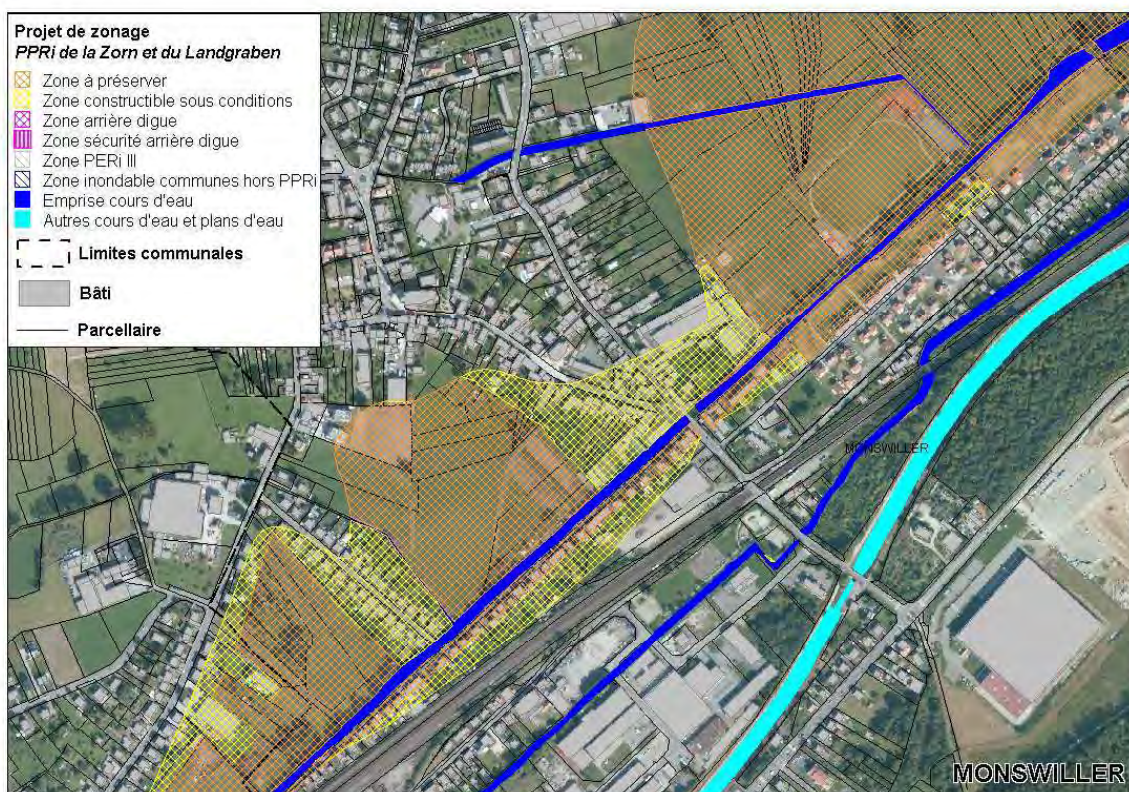 Projet de zonage
PPRi de la Zorn et du Landgraben
Zone à préserver
Zone constructible sous conditions
Zone arrière digue
Zone sécurité arrière digue
Zone PERi III
Zone inondable communes hors PPRi
Emprise cours d'eau
Autres cours d'eau et plans d'eau
Limites communales
Bâti
Parcellaire
MONSWILLER
MONSWILLER